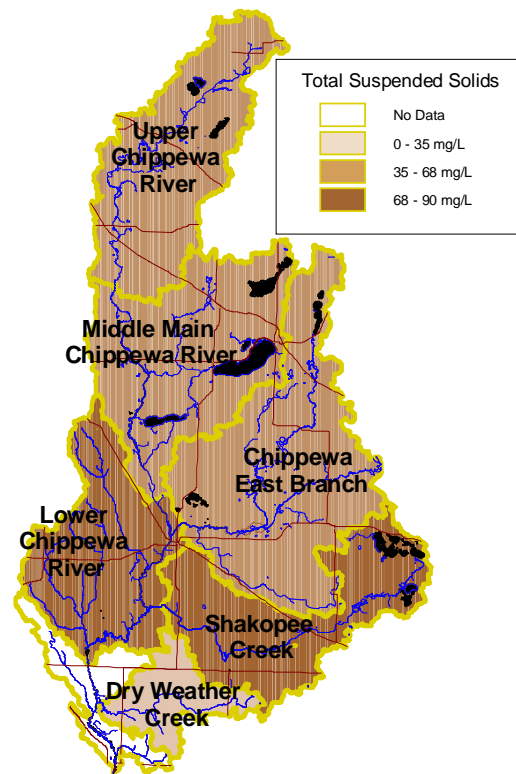 Total Suspended Solids
No Data
0 - 35 mg/L
35 - 68 mg/L
68 - 90 mg/L
Upper
Chippewa
River
Middle Main
Chippewa River
Chippewa
East Branch
Lower
Chippewa
River
Shakopee
Creek
Dry Weather
Creek